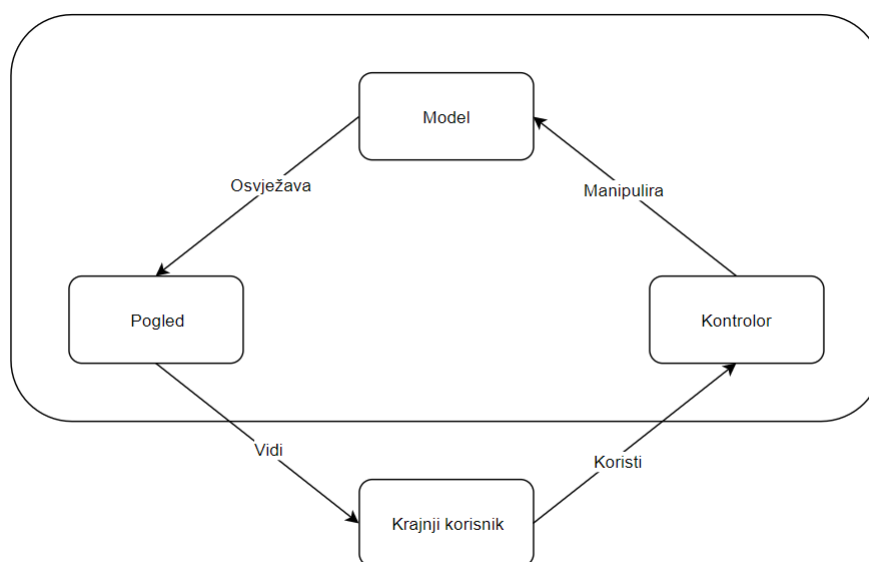 Model
Osvježava
Manipulira
Pogled
Kontrolor
Vidi
Koristi
Krajnji korisnik